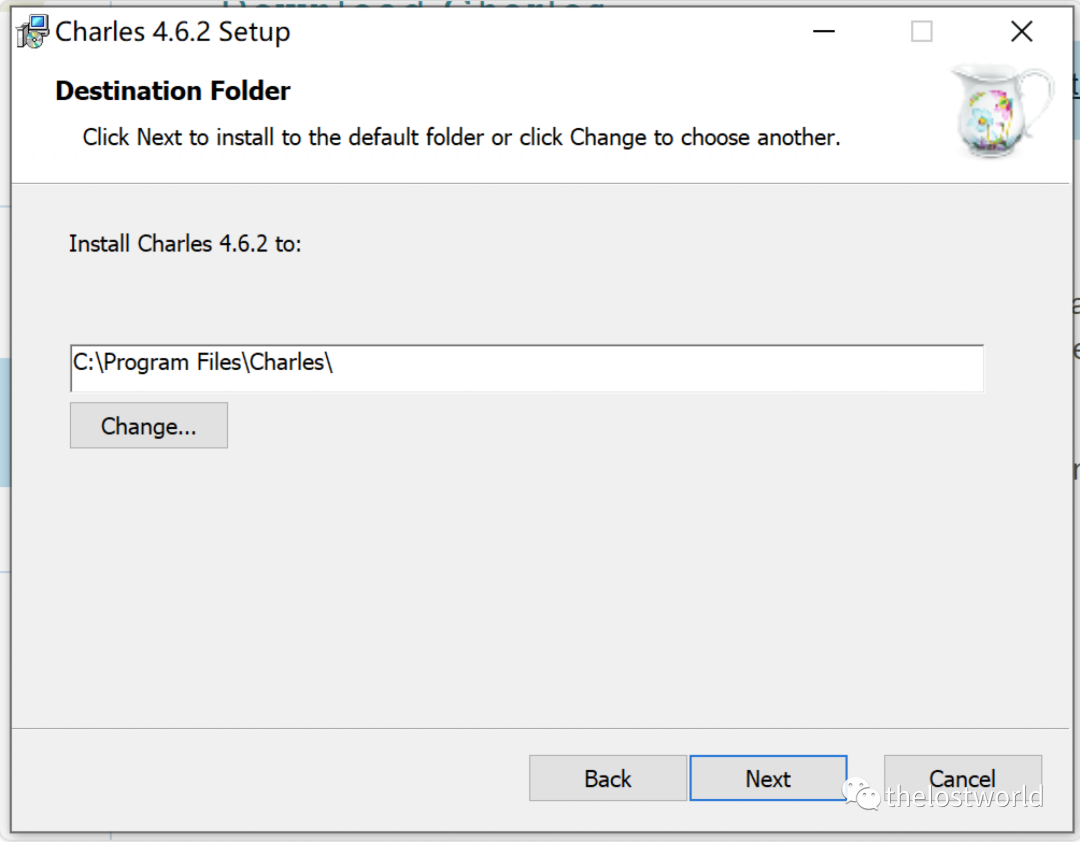 Charles 4.6.2 Setup
Destination Folder
Click Next to install to the default folder or click Change to choose another.
Install Charles 4.6.2 to:
C:\Program Files\Charles\
Change...
Back
Next
Cancel
thelostworld